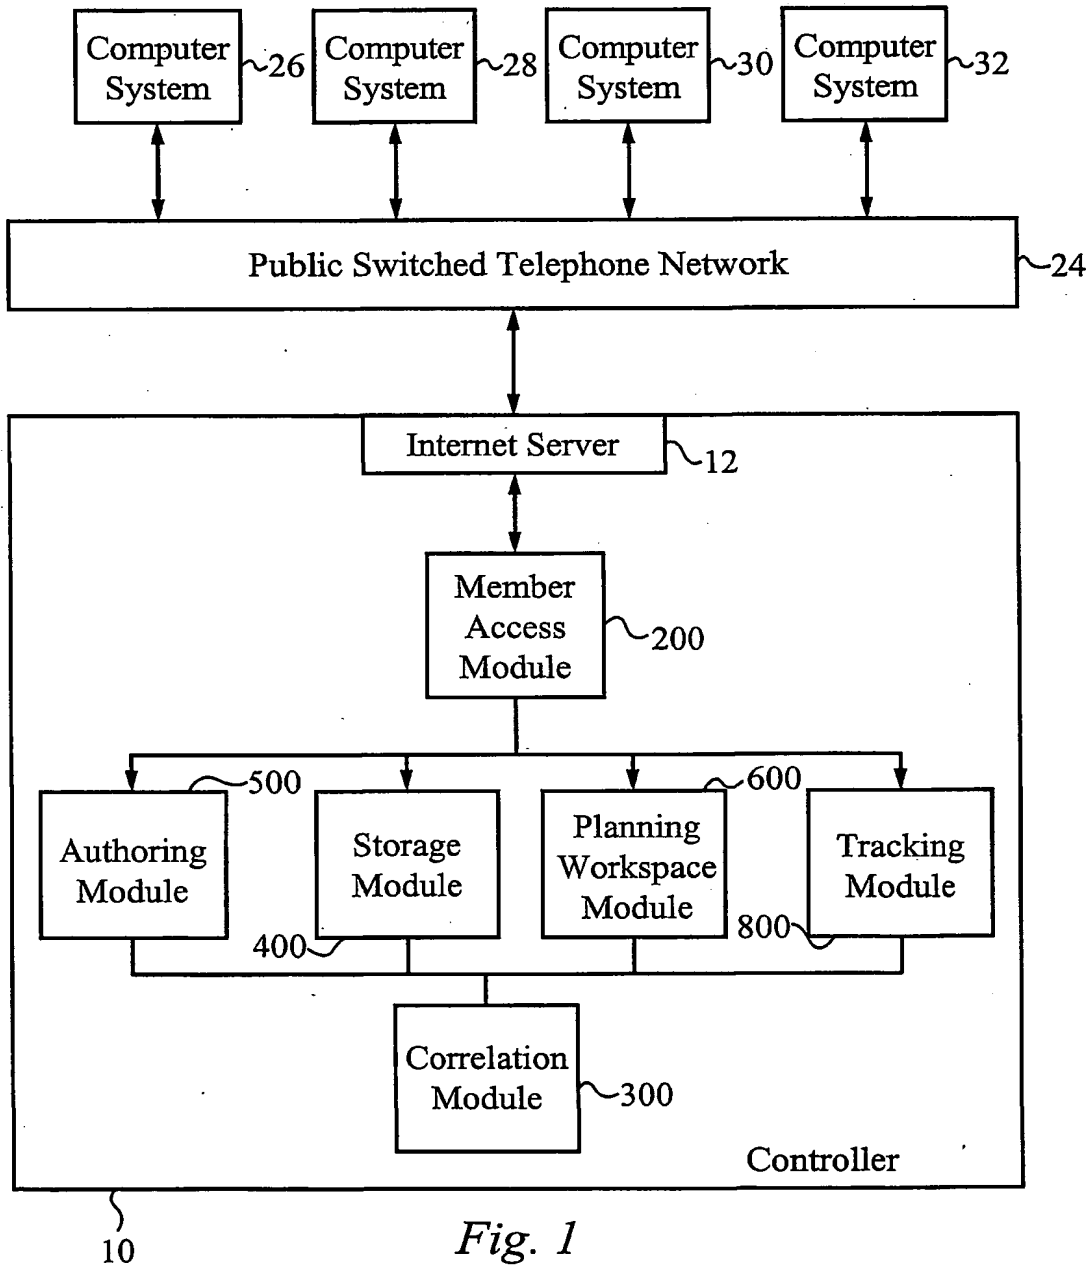 Computer
System
26
Computer
System
28
Computer
System
30
Computer
System
32
Public Switched Telephone Network
24
Internet Server
12
Member
Access
Module
200
500
Authoring
Module
Storage
Module
400
600
Planning
Workspace
Module
Tracking
Module
800
Correlation
Module
300
Controller
10
Fig. 1